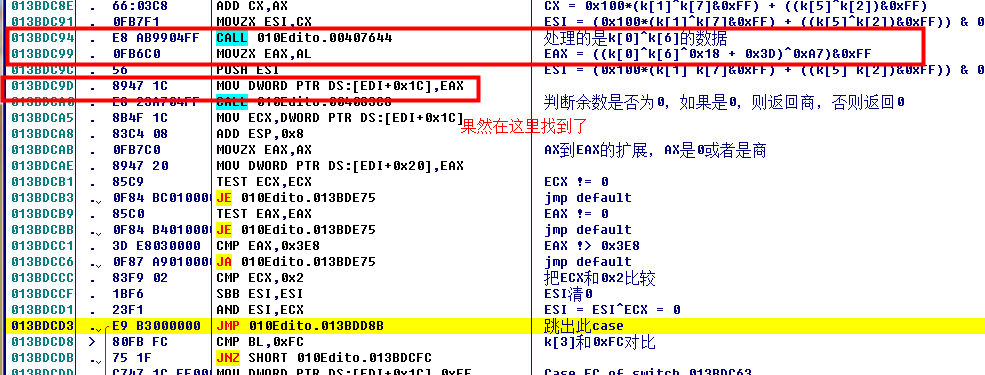 013BDC8E . 66:03C8 ADD CX,AX CX = 0x100*(k[1]^k[7]&0xFF) + ((k[5]^k[2])&0xFF)
013BDC91 . 0FB7F1 MOVZX ESI,CX ESI = (0x100*(k[1]^k[7]&0xFF) + ((k[5]^k[2])&0xFF)) & 0
013BDC94 . E8 AB9904FF CALL 010Edito.00407644 处理的是k[0]^k[6]的数据
013BDC99 . 0FB6C0 MOVZX EAX,AL EAX = ((k[0]^k[6]^0x18 + 0x3D)^0xA7)&0xFF
013BDC9C . 56 PUSH ESI ESI = (0x100*(k[1]^k[7]&0xFF) + ((k[5]^k[2])&0xFF)) & 0
013BDC9D . 8947 1C MOV DWORD PTR DS:[EDI+0x1C],EAX
CALL 判断余数是否为0，如果是0，则返回商，否则返回0
013BDCA5 . 8B4F 1C MOV ECX,DWORD PTR DS:[EDI+0x1C]
果然在这里找到了
013BDCA8 . 83C4 08 ADD ESP,0x8
013BDCAB . 0FB7C0 MOVZX EAX,AX AX到EAX的扩展，AX是0或者是商
013BDCAE . 8947 20 MOV DWORD PTR DS:[EDI+0x20],EAX
013BDCB1 . 85C9 TEST ECX,ECX ECX != 0
013BDCB3 . 0F84 BC010000 JE 010Edito.013BDE75 jmp default
013BDCB9 . 85C0 TEST EAX,EAX EAX != 0
013BDCBB . 0F84 B4010000 JE 010Edito.013BDE75 jmp default
013BDCC1 . 3D E8030000 CMP EAX,0x3E8 EAX !> 0x3E8
013BDCC6 . 0F87 A9010000 JA 010Edito.013BDE75 jmp default
013BDCCC . 83F9 02 CMP ECX,0x2 把ECX和0x2比较
013BDCCF . 1BF6 SBB ESI,ESI ESI清0
013BDCD1 . 23F1 AND ESI,ECX ESI = ESI^ECX = 0
013BDCD3 . E9 B3000000 JMP 010Edito.013BDD8B 跳出此case
013BDCD8 > 80FB FC CMP BL,0xFC k[3]和0xFC对比
013BDCDB . 75 1F JNZ SHORT 010Edito.013BDCFC
013BDCDD MOV DWORD PTR DS:[EDI+0x1C],0xFF Case FC of switch 013BDC63